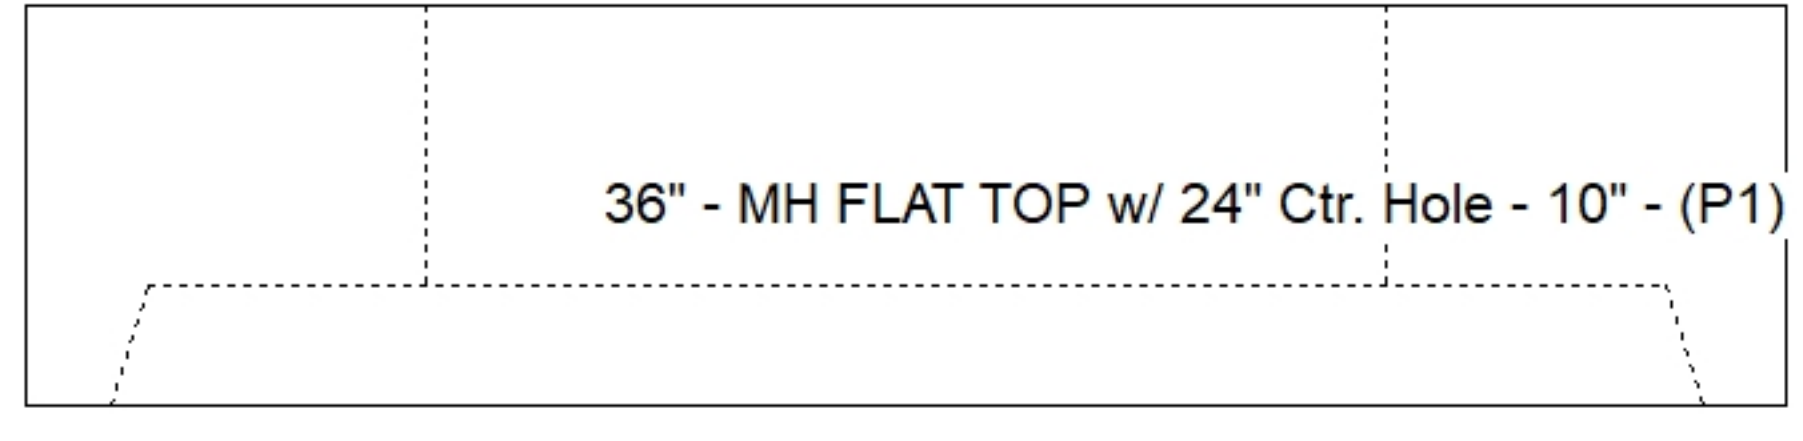 36" - MH FLAT TOP w/ 24" Ctr. Hole - 10" - (P1)